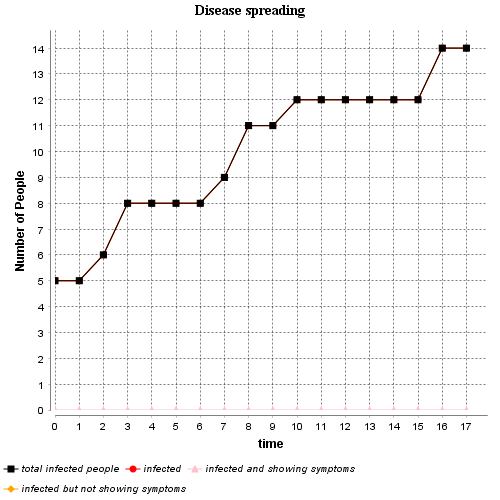 Disease spreading
Number of People
14
13
12
11
10
9
8
7
6
5
4
3
2
1
0
0 1 2 3 4 5 6 7 8 9 10 11 12 13 14 15 16 17
time
total infected people infected infected and showing symptoms
infected but not showing symptoms